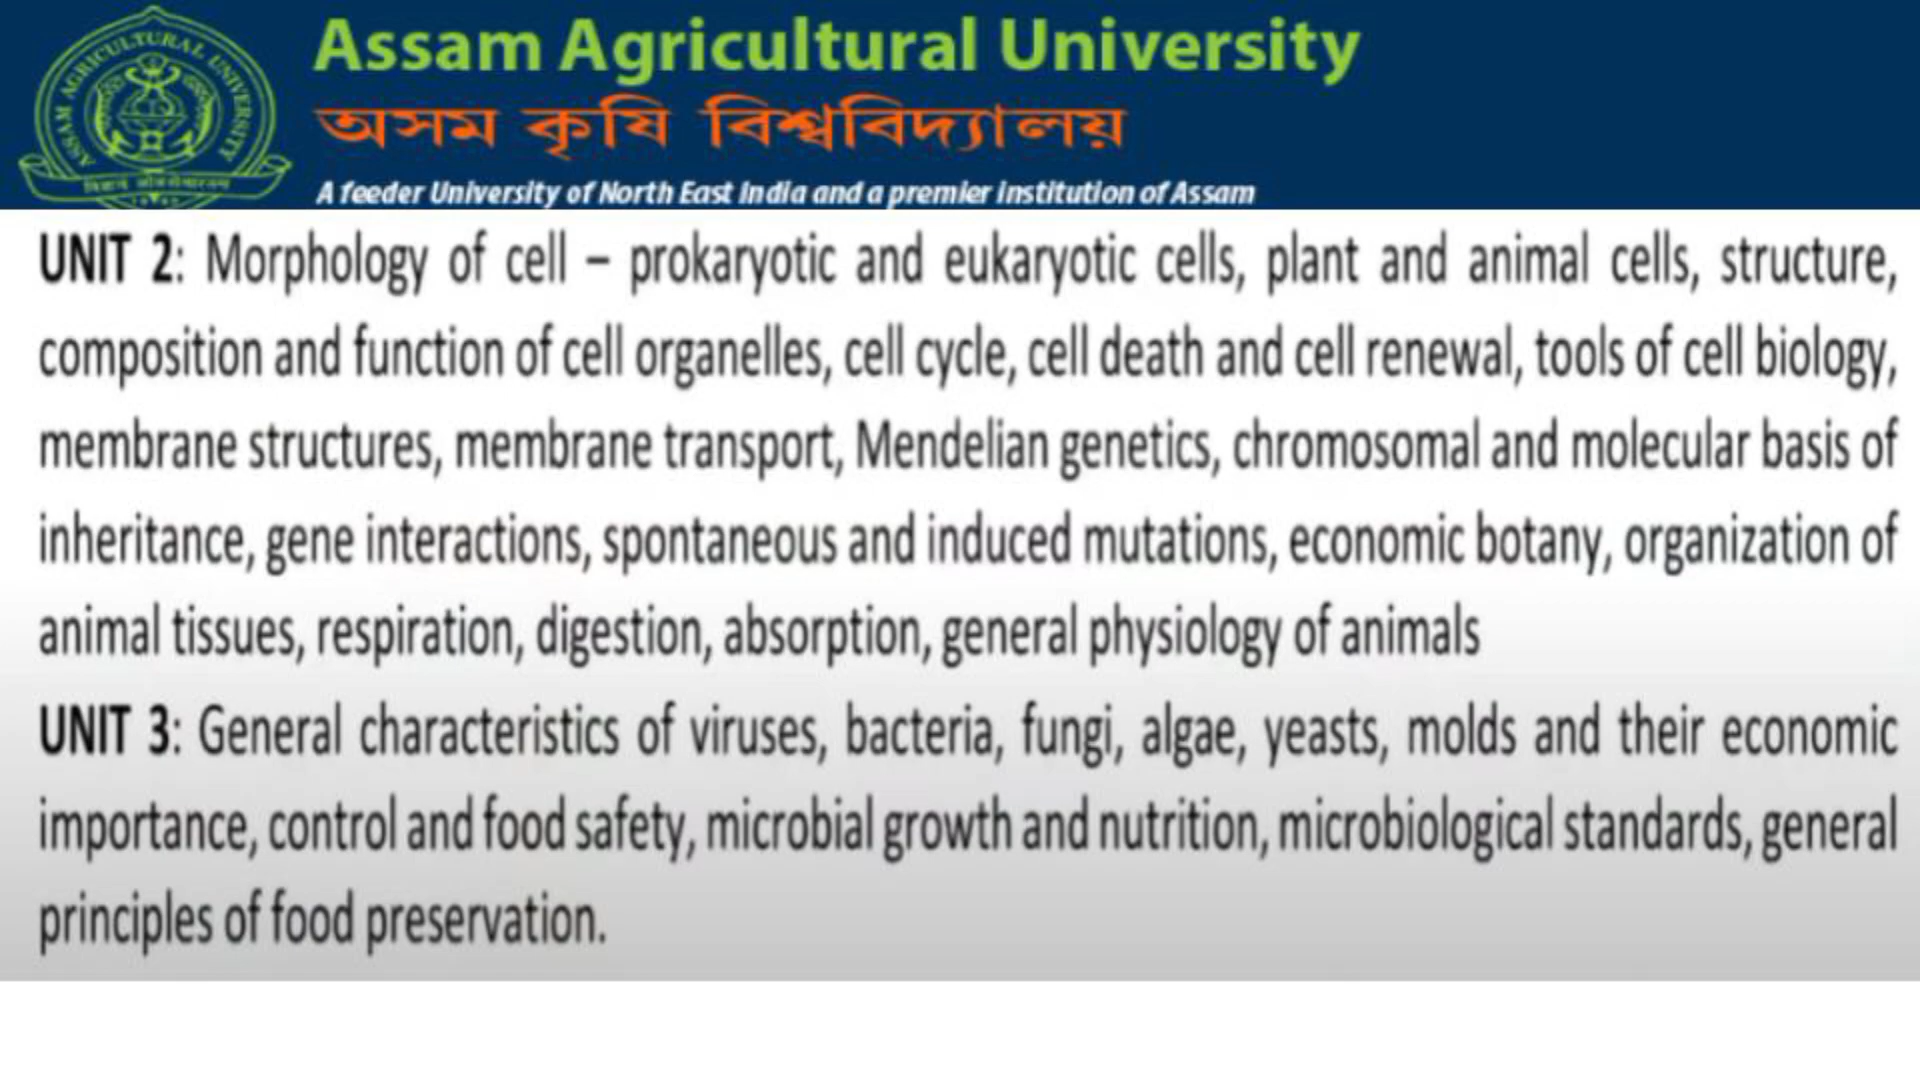 ASSAM AGRICULTURAL UNIVERSITY
Assam Agricultural University
অসম কৃষি বিশ্ববিদ্যালয়
A feeder University of North East India and a premier institution of Assam
UNIT 2: Morphology of cell – prokaryotic and eukaryotic cells, plant and animal cells, structure,
composition and function of cell organelles, cell cycle, cell death and cell renewal, tools of cell biology,
membrane structures, membrane transport, Mendelian genetics, chromosomal and molecular basis of
inheritance, gene interactions, spontaneous and induced mutations, economic botany, organization of
animal tissues, respiration, digestion, absorption, general physiology of animals
UNIT 3: General characteristics of viruses, bacteria, fungi, algae, yeasts, molds and their economic
importance, control and food safety, microbial growth and nutrition, microbiological standards, general
principles of food preservation.